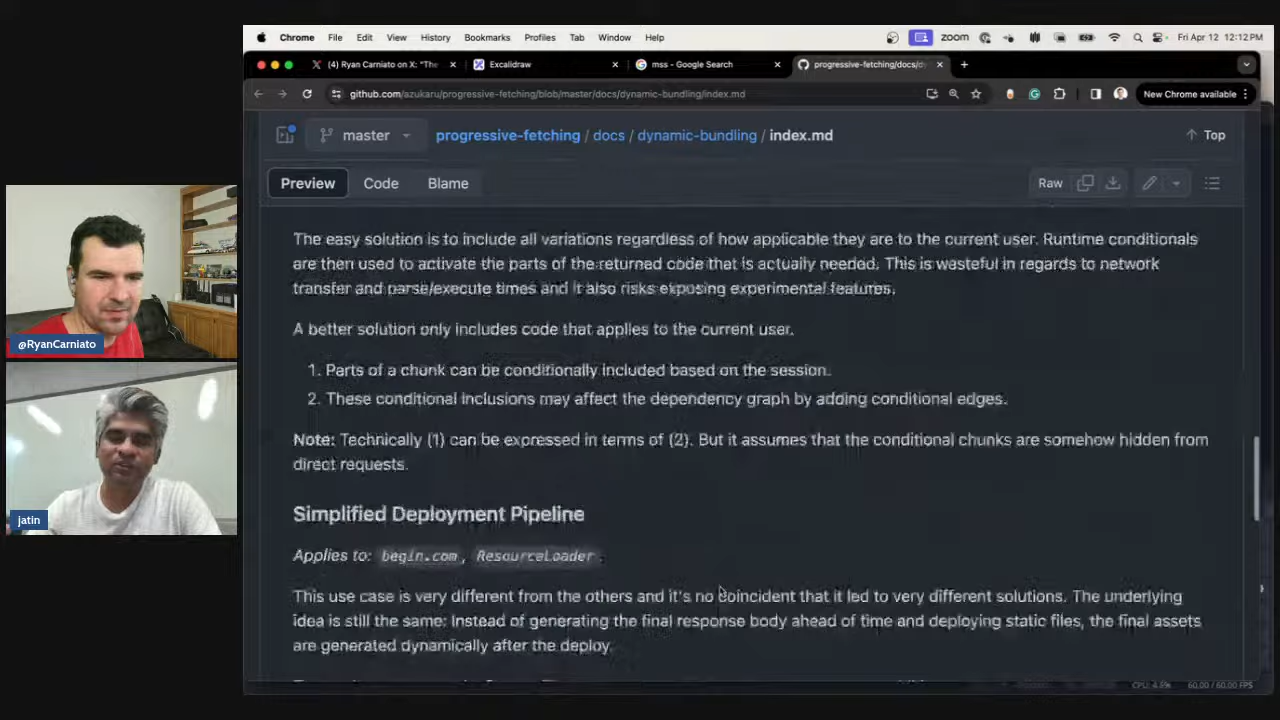 Chrome File Edit View History Bookmarks Profiles Tab Window Help zoom Fri Apr 12 12:12 PM
(4) Ryan Carniato on X: "The Excalidraw mss - Google Search progressive-fetching/docs/d
github.com/azukaru/progressive-fetching/blob/master/docs/dynamic-bundling/index.md New Chrome available
master progressive-fetching / docs / dynamic-bundling / index.md Top
Preview Code Blame Raw
The easy solution is to include all variations regardless of how applicable they are to the current user. Runtime conditionals
are then used to activate the parts of the returned code that is actually needed. This is wasteful in regards to network
transfer and parse/execute times and it also risks exposing experimental features.
A better solution only includes code that applies to the current user.
1. Parts of a chunk can be conditionally included based on the session.
2. These conditional inclusions may affect the dependency graph by adding conditional edges.
Note: Technically (1) can be expressed in terms of (2). But it assumes that the conditional chunks are somehow hidden from
direct requests.
Simplified Deployment Pipeline
Applies to: begin.com, ResourceLoader.
This use case is very different from the others and it's no coincident that it led to very different solutions. The underlying
idea is still the same: Instead of generating the final response body ahead of time and deploying static files, the final assets
are generated dynamically after the deploy.
@RyanCarniato
jatin
CPU: 4.8% 60.00 / 60.00 FPS